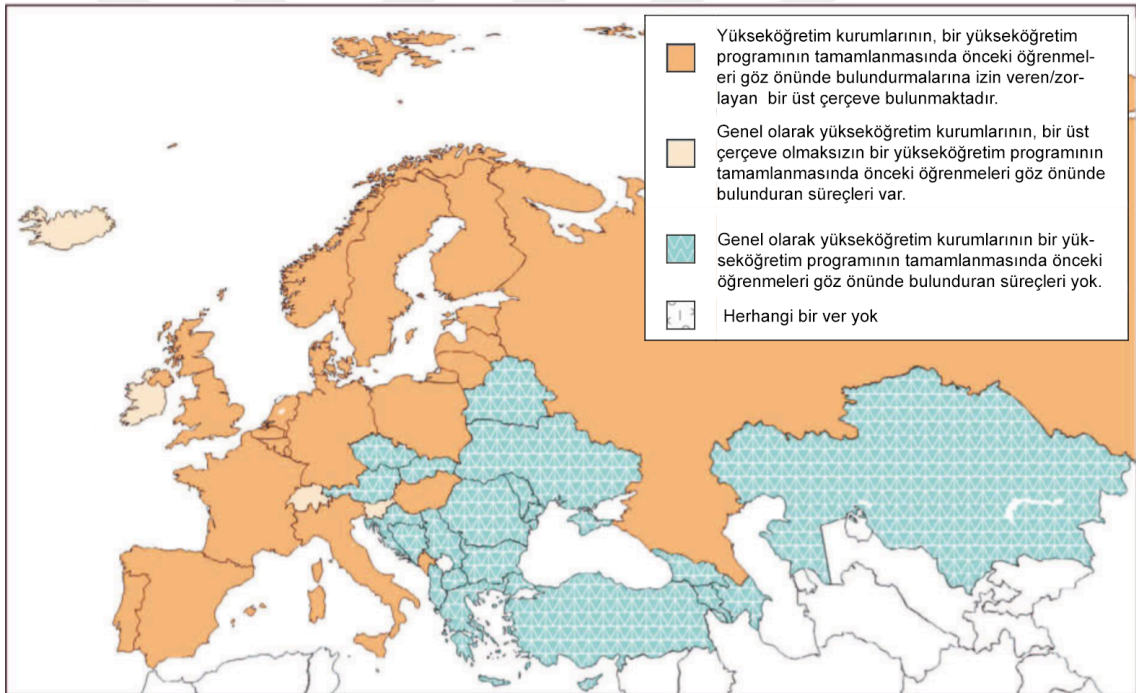 Yükseköğretim kurumlarının, bir yükseköğretim
programının tamamlanmasında önceki öğrenmel-
eri göz önünde bulundurmalarına izin veren/zor-
layan bir üst çerçeve bulunmaktadır.
Genel olarak yükseköğretim kurumlarının, bir üst
çerçeve olmaksızın bir yükseköğretim programının
tamamlanmasında önceki öğrenmeleri göz önünde
bulunduran süreçleri var.
Genel olarak yükseköğretim kurumlarının bir yük-
seköğretim programının tamamlanmasında önceki
öğrenmeleri göz önünde bulunduran süreçleri yok.
Herhangi bir ver yok